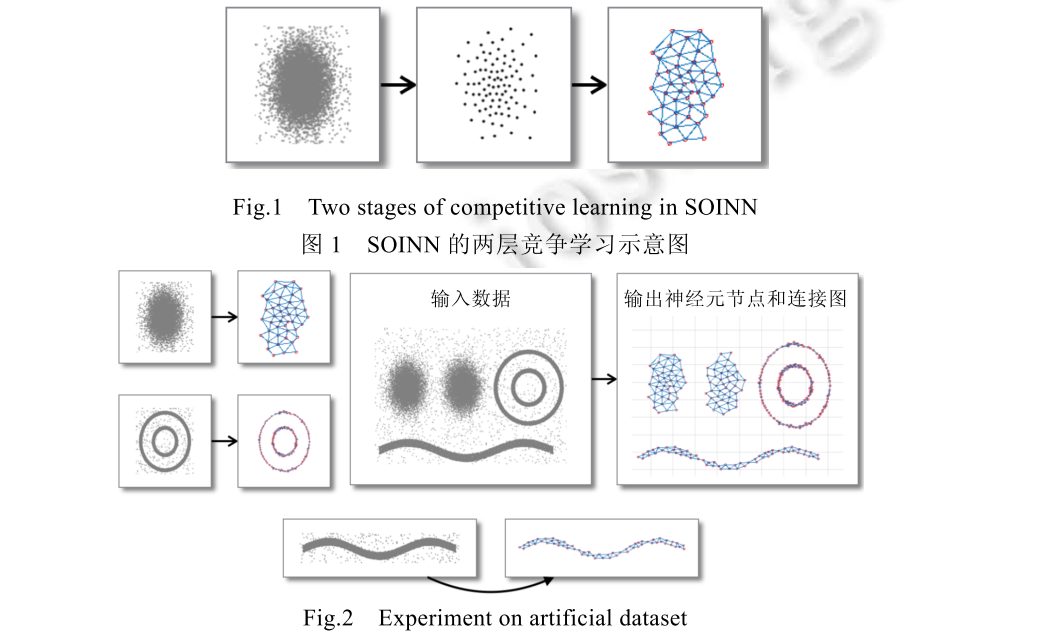 Fig.1 Two stages of competitive learning in SOINN
图 1 SOINN 的两层竞争学习示意图
输入数据
输出神经元节点和连接图
Fig.2 Experiment on artificial dataset